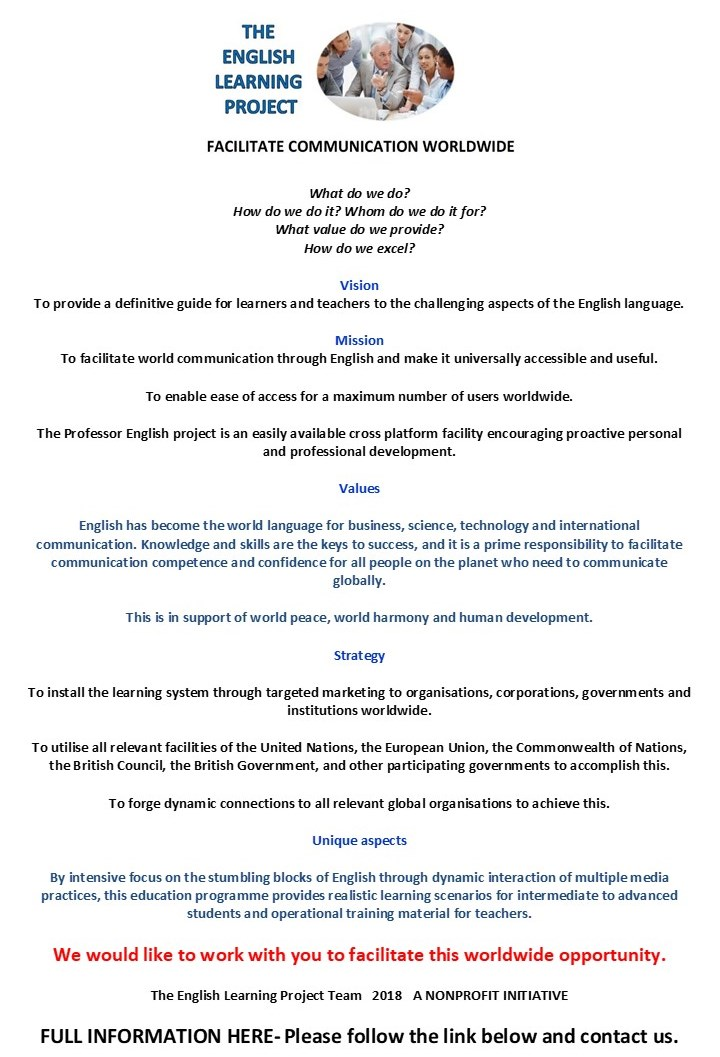 THE
ENGLISH
LEARNING
PROJECT
FACILITATE COMMUNICATION WORLDWIDE
What do we do?
How do we do it? Whom do we do it for?
What value do we provide?
How do we excel?
Vision
To provide a definitive guide for learners and teachers to the challenging aspects of the English language.
Mission
To facilitate world communication through English and make it universally accessible and useful.
To enable ease of access for a maximum number of users worldwide.
The Professor English project is an easily available cross platform facility encouraging proactive personal
and professional development.
Values
English has become the world language for business, science, technology and international
communication. Knowledge and skills are the keys to success, and it is a prime responsibility to facilitate
communication competence and confidence for all people on the planet who need to communicate
globally.
This is in support of world peace, world harmony and human development.
Strategy
To install the learning system through targeted marketing to organisations, corporations, governments and
institutions worldwide.
To utilise all relevant facilities of the United Nations, the European Union, the Commonwealth of Nations,
the British Council, the British Government, and other participating governments to accomplish this.
To forge dynamic connections to all relevant global organisations to achieve this.
Unique aspects
By intensive focus on the stumbling blocks of English through dynamic interaction of multiple media
practices, this education programme provides realistic learning scenarios for intermediate to advanced
students and operational training material for teachers.
We would like to work with you to facilitate this worldwide opportunity.
The English Learning Project Team 2018 A NONPROFIT INITIATIVE
FULL INFORMATION HERE- Please follow the link below and contact us.